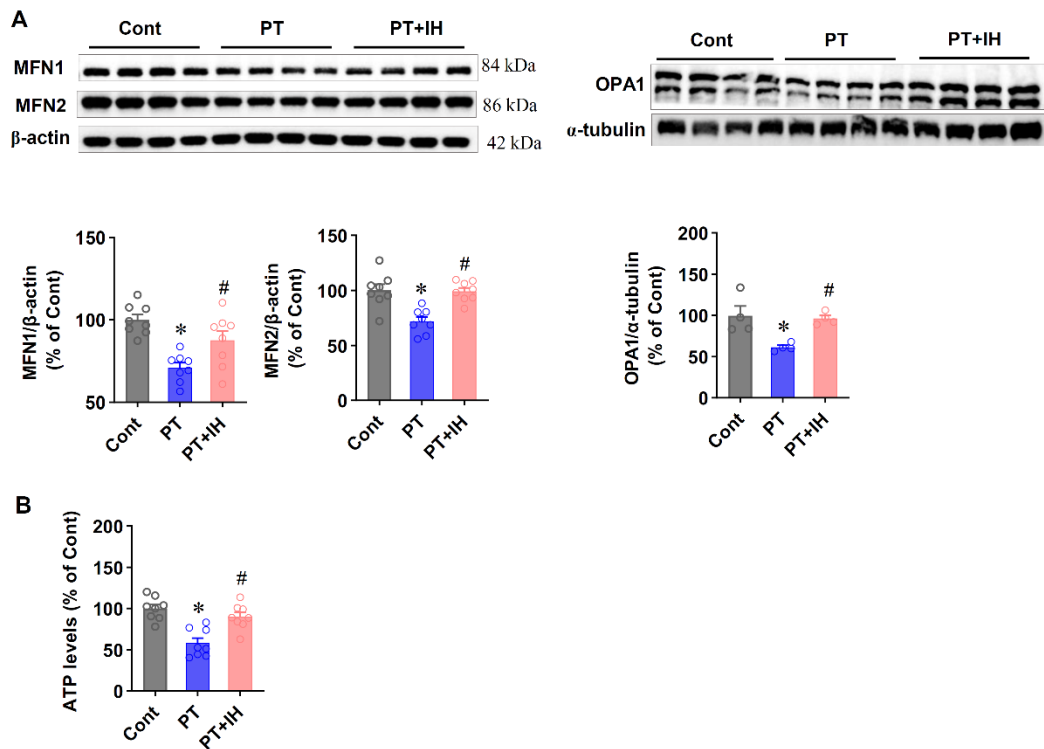 A
Cont PT PT+IH
MFN1 84 kDa
MFN2 86 kDa
β-actin 42 kDa
Cont PT PT+IH
OPA1
α-tubulin
MFN1/β-actin
(% of Cont)
150
100
50
*
#
Cont PT PT+IH
MFN2/β-actin
(% of Cont)
150
100
50
0
*
#
Cont PT PT+IH
OPA1/α-tubulin
(% of Cont)
200
150
100
50
0
*
#
Cont PT PT+IH
B
ATP levels (% of Cont)
200
150
100
50
0
*
#
Cont PT PT+IH